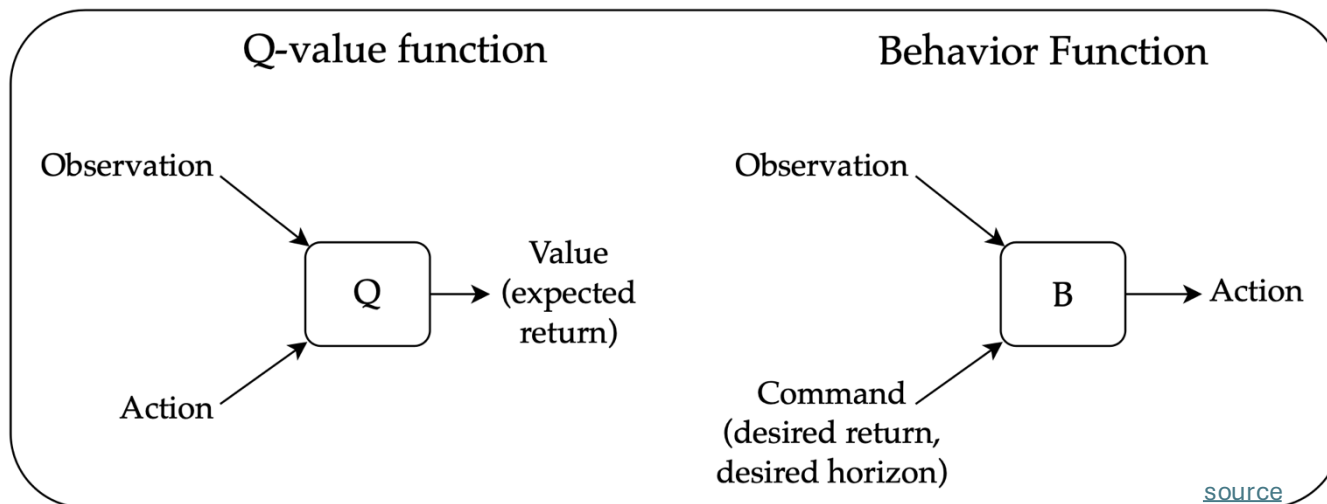 Q-value function
Observation
Q
Value
(expected
return)
Action
Behavior Function
Observation
B
Action
Command
(desired return,
desired horizon)
source